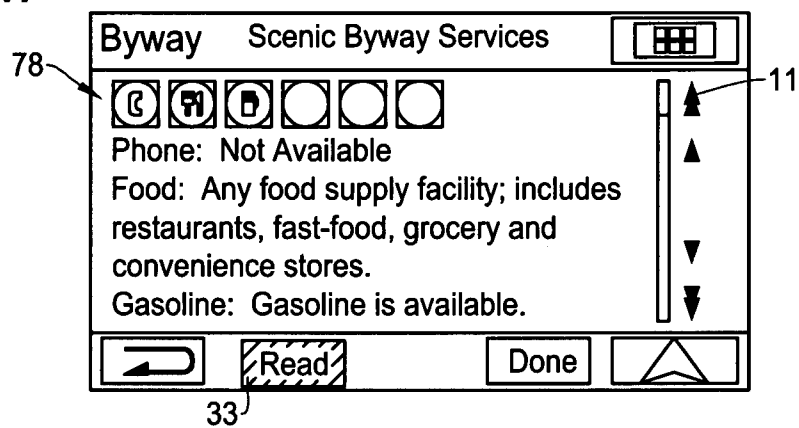 Byway Scenic Byway Services
78
11
Phone: Not Available
Food: Any food supply facility; includes
restaurants, fast-food, grocery and
convenience stores.
Gasoline: Gasoline is available.
Read Done
33